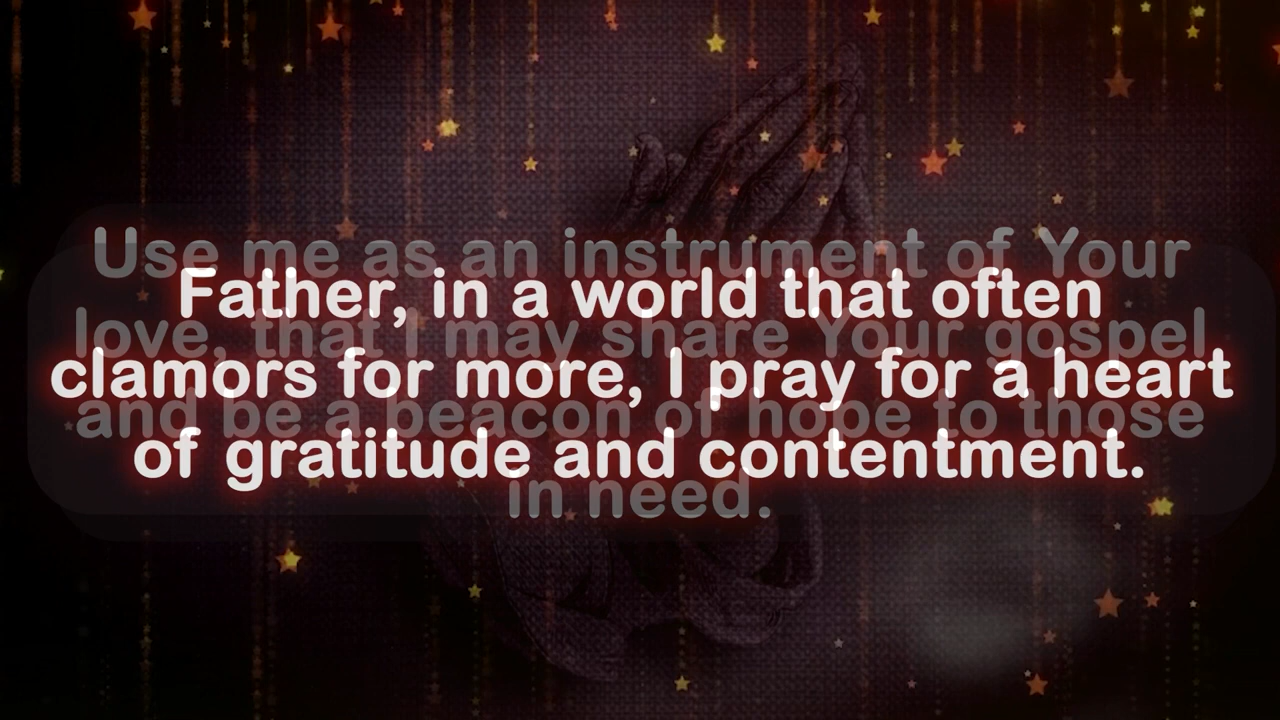 Use me as an instrument of Your
Father, in a world that often
love, that I may share Your gospel
clamors for more, I pray for a heart
and be a beacon of hope to those
of gratitude and contentment.
in need.